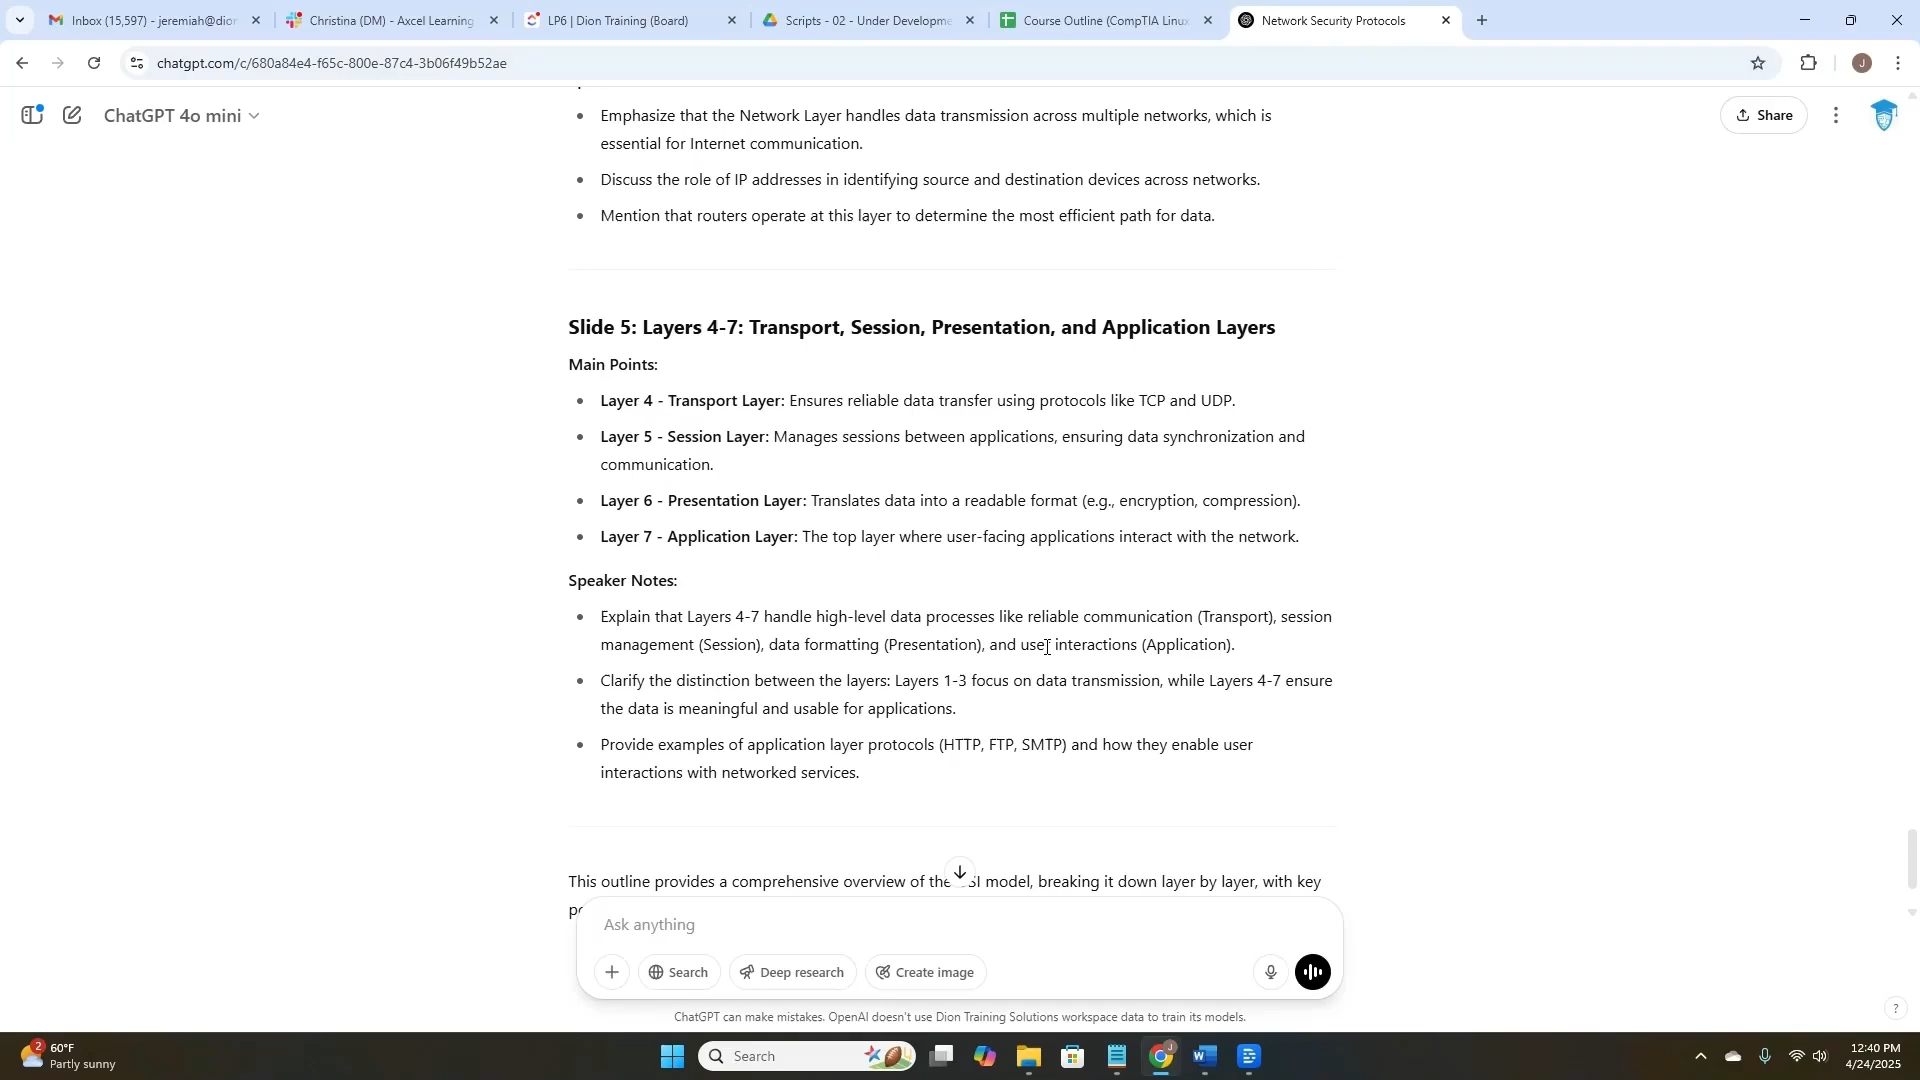 Inbox (15,597) - jeremiah@dior
Christina (DM) - Axcel Learning
LP6 | Dion Training (Board)
Scripts - 02 - Under Developme
Course Outline (CompTIA Linux
Network Security Protocols
chatgpt.com/c/680a84e4-f65c-800e-87c4-3b06f49b52ae
J
ChatGPT 4o mini
Share
Emphasize that the Network Layer handles data transmission across multiple networks, which is
essential for Internet communication.
Discuss the role of IP addresses in identifying source and destination devices across networks.
Mention that routers operate at this layer to determine the most efficient path for data.
Slide 5: Layers 4-7: Transport, Session, Presentation, and Application Layers
Main Points:
Layer 4 - Transport Layer: Ensures reliable data transfer using protocols like TCP and UDP.
Layer 5 - Session Layer: Manages sessions between applications, ensuring data synchronization and
communication.
Layer 6 - Presentation Layer: Translates data into a readable format (e.g., encryption, compression).
Layer 7 - Application Layer: The top layer where user-facing applications interact with the network.
Speaker Notes:
Explain that Layers 4-7 handle high-level data processes like reliable communication (Transport), session
management (Session), data formatting (Presentation), and user interactions (Application).
Clarify the distinction between the layers: Layers 1-3 focus on data transmission, while Layers 4-7 ensure
the data is meaningful and usable for applications.
Provide examples of application layer protocols (HTTP, FTP, SMTP) and how they enable user
interactions with networked services.
This outline provides a comprehensive overview of the OSI model, breaking it down layer by layer, with key
Ask anything
Search
Deep research
Create image
ChatGPT can make mistakes. OpenAI doesn't use Dion Training Solutions workspace data to train its models.
?
2
60°F
Partly sunny
Search
J
12:40 PM
4/24/2025